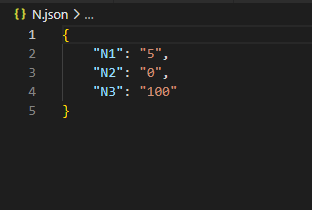 {} N.json > ...
1 {
2     "N1": "5",
3     "N2": "0",
4     "N3": "100"
5 }